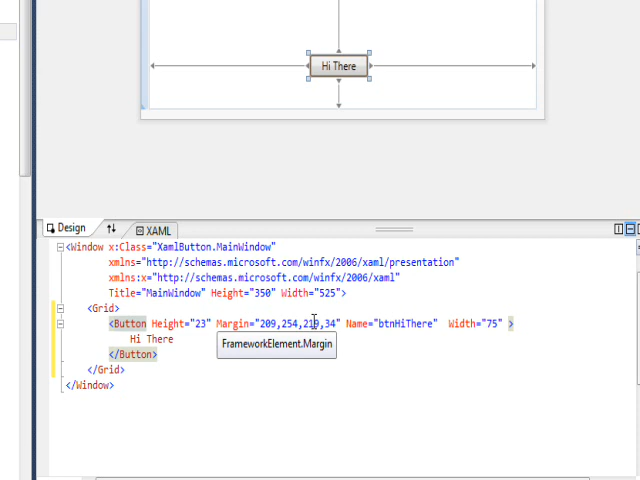 Hi There
Design XAML
<Window x:Class="XamlButton.MainWindow"
xmlns="http://schemas.microsoft.com/winfx/2006/xaml/presentation"
xmlns:x="http://schemas.microsoft.com/winfx/2006/xaml"
Title="MainWindow" Height="350" Width="525">
<Grid>
<Button Height="23" Margin="209,254,219,34" Name="btnHiThere" Width="75" >
Hi There
FrameworkElement.Margin
</Button>
</Grid>
</Window>